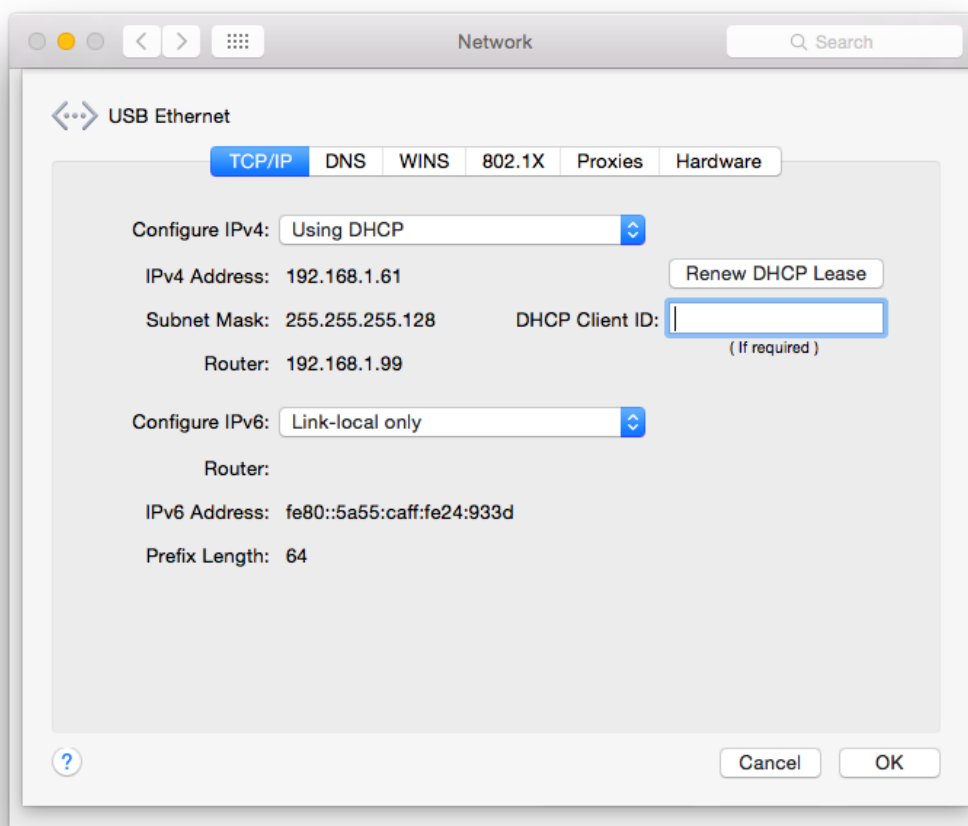 Network
Search
USB Ethernet
TCP/IP DNS WINS 802.1X Proxies Hardware
Configure IPv4: Using DHCP
IPv4 Address: 192.168.1.61 Renew DHCP Lease
Subnet Mask: 255.255.255.128 DHCP Client ID:
( If required )
Router: 192.168.1.99
Configure IPv6: Link-local only
Router:
IPv6 Address: fe80::5a55:caff:fe24:933d
Prefix Length: 64
? Cancel OK